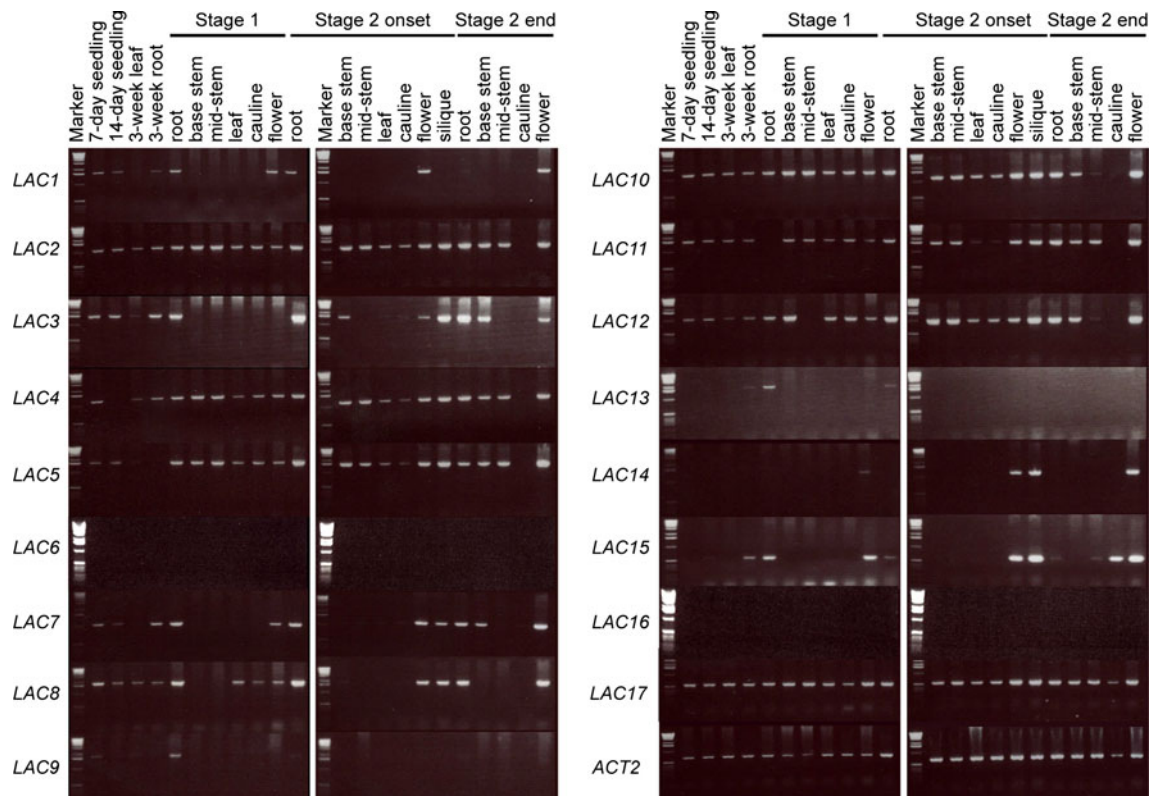 Stage 1
Stage 2 onset
Stage 2 end
Stage 1
Stage 2 onset
Stage 2 end
Marker
7-day seedling
14-day seedling
3-week leaf
3-week root
root
base stem
mid-stem
leaf
cauline
flower
root
Marker
base stem
mid-stem
leaf
cauline
flower
silique
root
base stem
mid-stem
cauline
flower
Marker
7-day seedling
14-day seedling
3-week leaf
3-week root
root
base stem
mid-stem
leaf
cauline
flower
root
Marker
base stem
mid-stem
leaf
cauline
flower
silique
root
base stem
mid-stem
cauline
flower
LAC1
LAC2
LAC3
LAC4
LAC5
LAC6
LAC7
LAC8
LAC9
LAC10
LAC11
LAC12
LAC13
LAC14
LAC15
LAC16
LAC17
ACT2